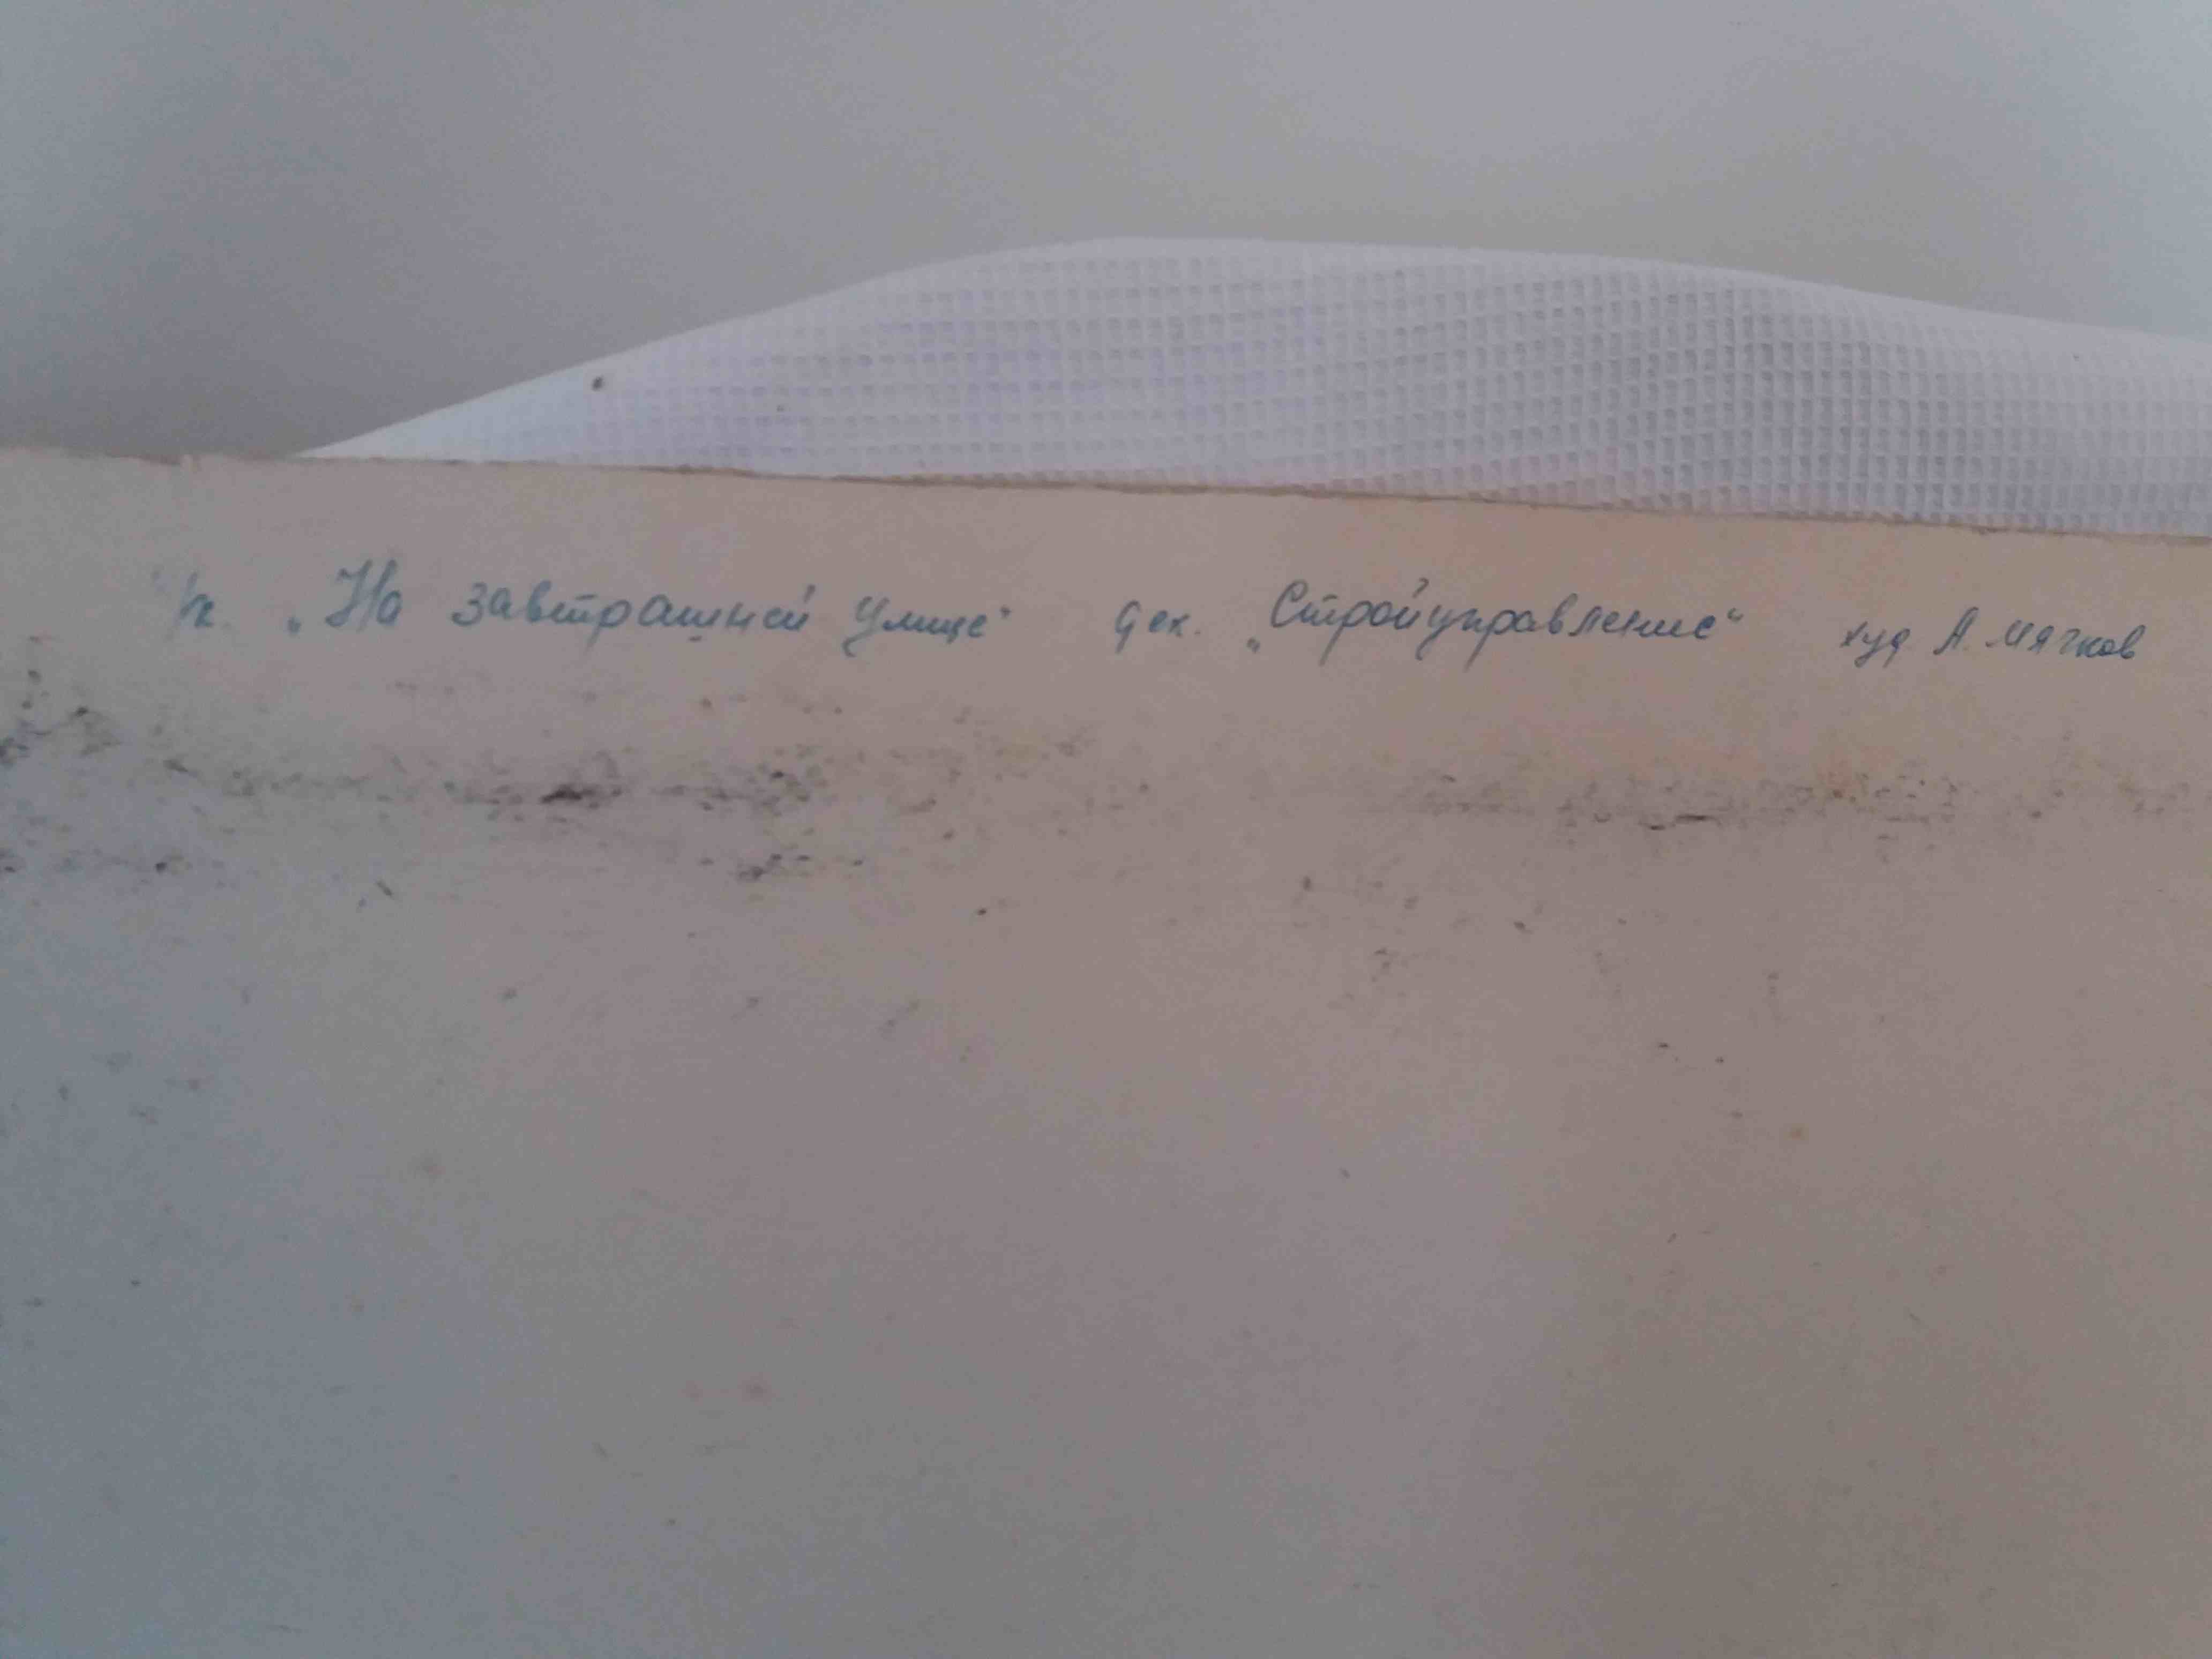 к. „На завтрашней улице" дек. „Стройуправление" худ. А. Мягков